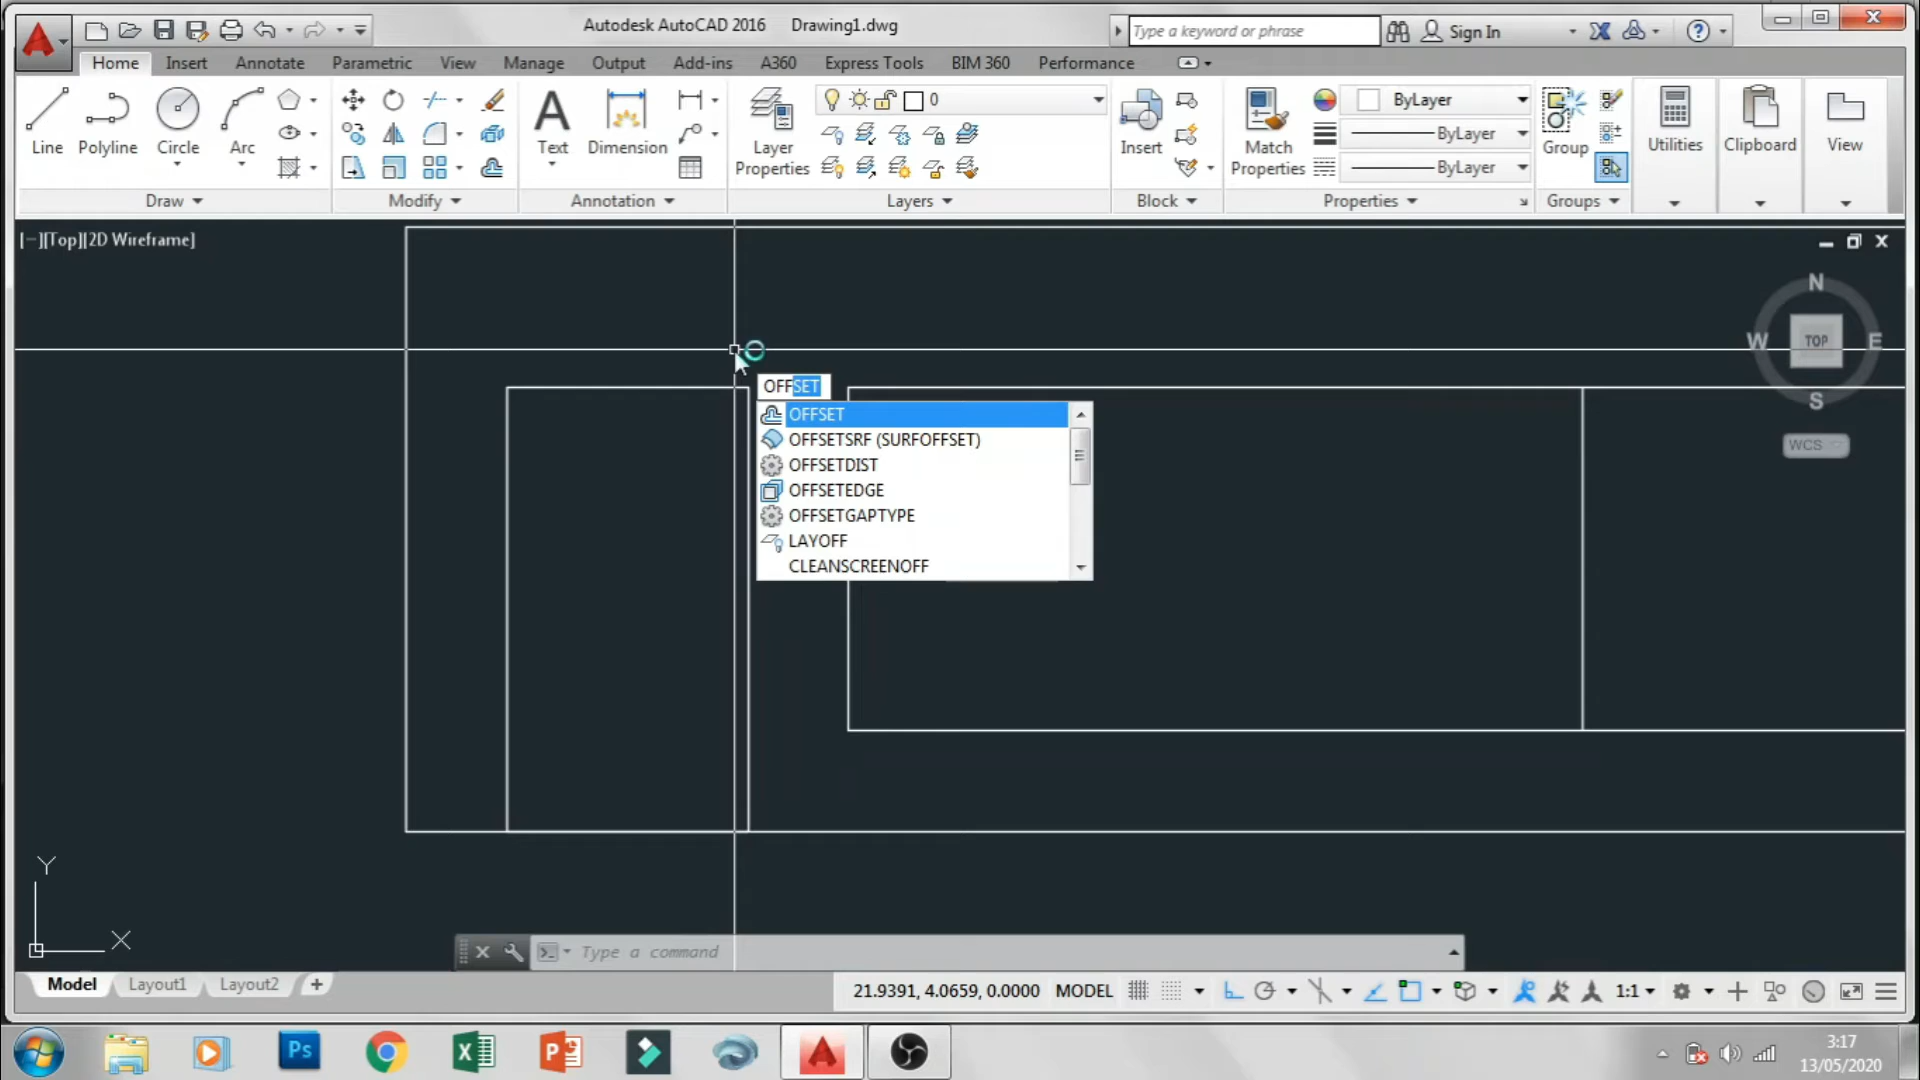 Autodesk AutoCAD 2016 Drawing1.dwg
Type a keyword or phrase
Sign In
Home Insert Annotate Parametric View Manage Output Add-ins A360 Express Tools BIM 360 Performance
Line Polyline Circle Arc
Text Dimension
Layer Properties
0
Insert
Match Properties
ByLayer
ByLayer
ByLayer
Group
Utilities Clipboard View
Draw Modify Annotation Layers Block Properties Groups
[−][Top][2D Wireframe]
N
W TOP E
S
WCS
OFFSET
OFFSET
OFFSETSRF (SURFOFFSET)
OFFSETDIST
OFFSETEDGE
OFFSETGAPTYPE
LAYOFF
CLEANSCREENOFF
Y
X
Type a command
Model Layout1 Layout2 +
21.9391, 4.0659, 0.0000 MODEL 1:1
Ps
3:17
13/05/2020